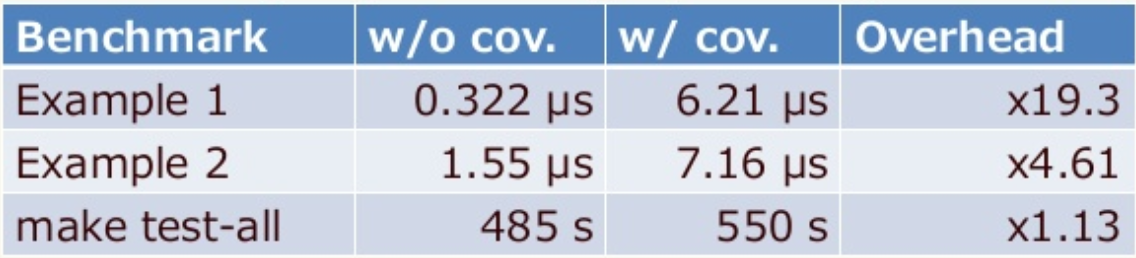 Benchmark w/o cov. w/ cov. Overhead
Example 1 0.322 µs 6.21 µs x19.3
Example 2 1.55 µs 7.16 µs x4.61
make test-all 485 s 550 s x1.13